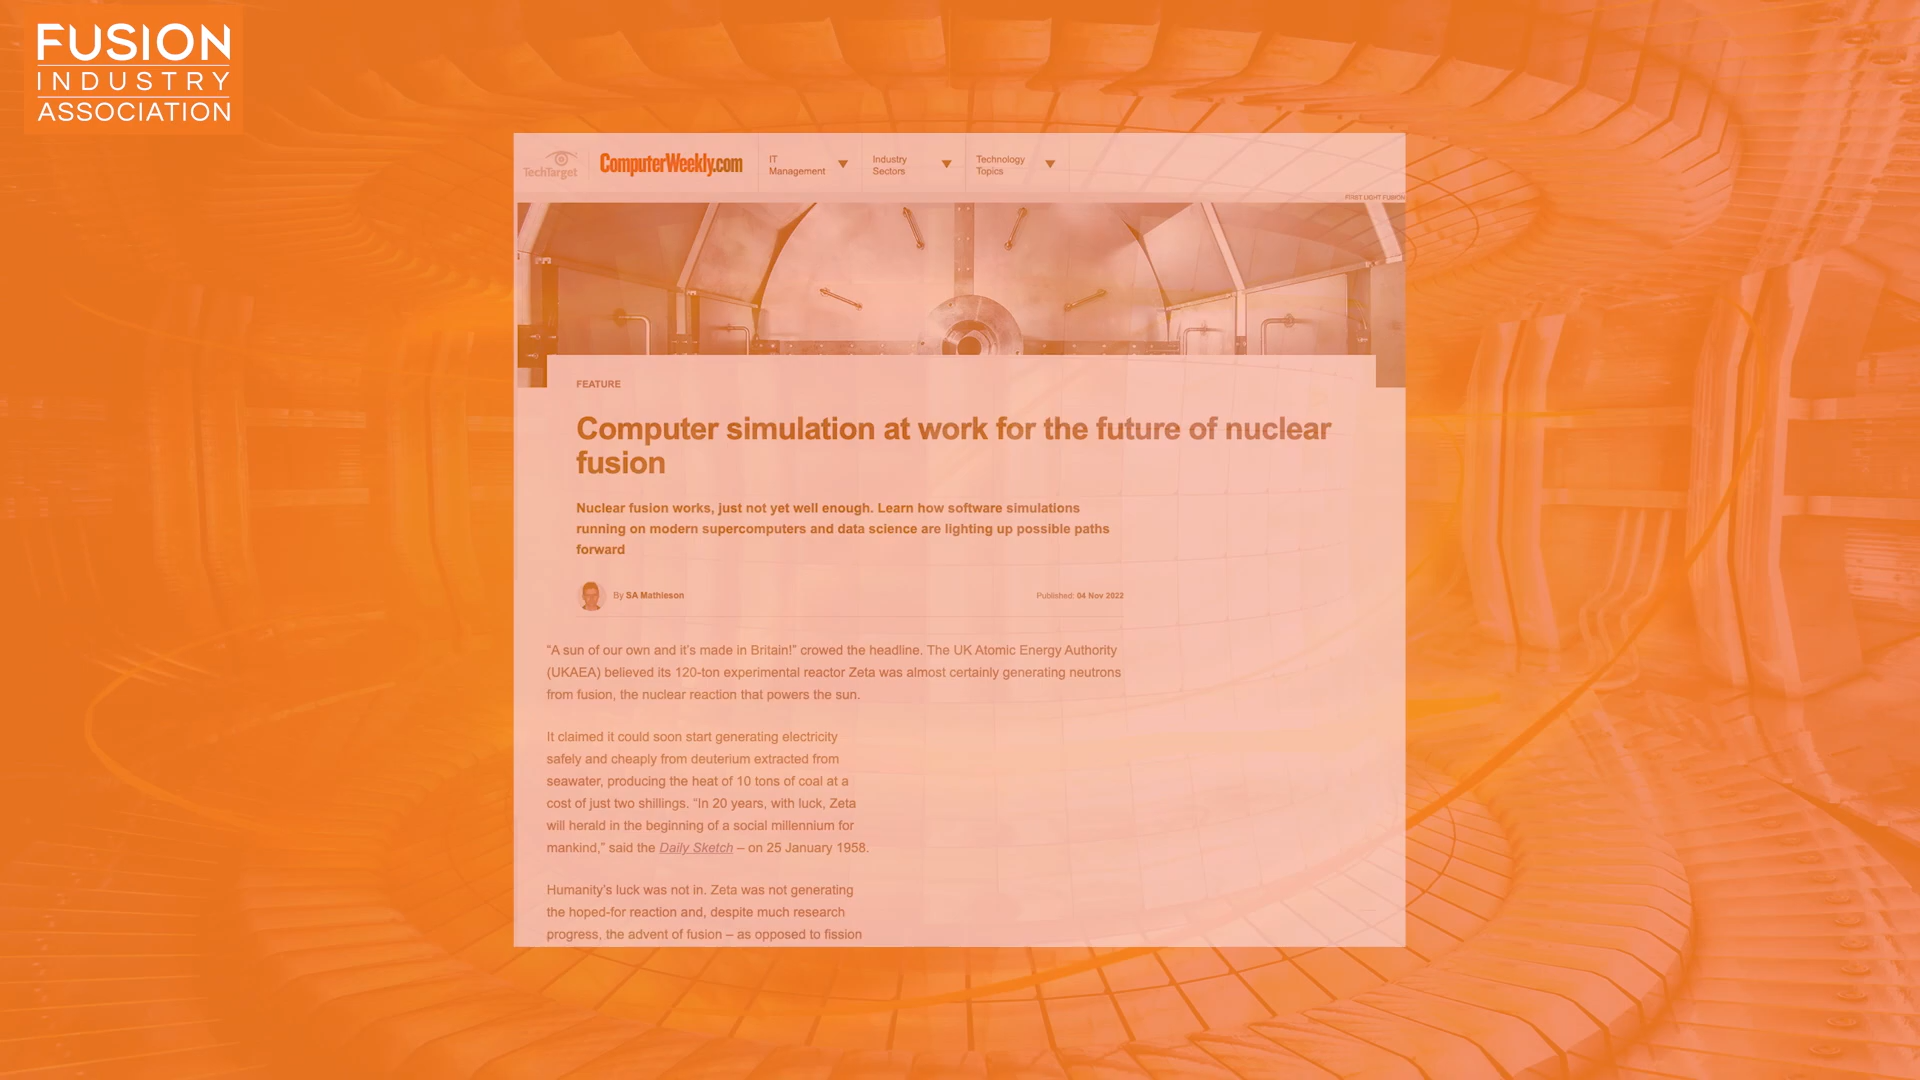 FUSION
INDUSTRY
ASSOCIATION
TechTarget
ComputerWeekly.com
IT
Management
Industry
Sectors
Technology
Topics
FIRST LIGHT FUSION
FEATURE
Computer simulation at work for the future of nuclear
fusion
Nuclear fusion works, just not yet well enough. Learn how software simulations
running on modern supercomputers and data science are lighting up possible paths
forward
By SA Mathieson
Published: 04 Nov 2022
“A sun of our own and it’s made in Britain!” crowed the headline. The UK Atomic Energy Authority
(UKAEA) believed its 120-ton experimental reactor Zeta was almost certainly generating neutrons
from fusion, the nuclear reaction that powers the sun.
It claimed it could soon start generating electricity
safely and cheaply from deuterium extracted from
seawater, producing the heat of 10 tons of coal at a
cost of just two shillings. “In 20 years, with luck, Zeta
will herald in the beginning of a social millennium for
mankind,” said the Daily Sketch – on 25 January 1958.
Humanity’s luck was not in. Zeta was not generating
the hoped-for reaction and, despite much research
progress, the advent of fusion – as opposed to fission